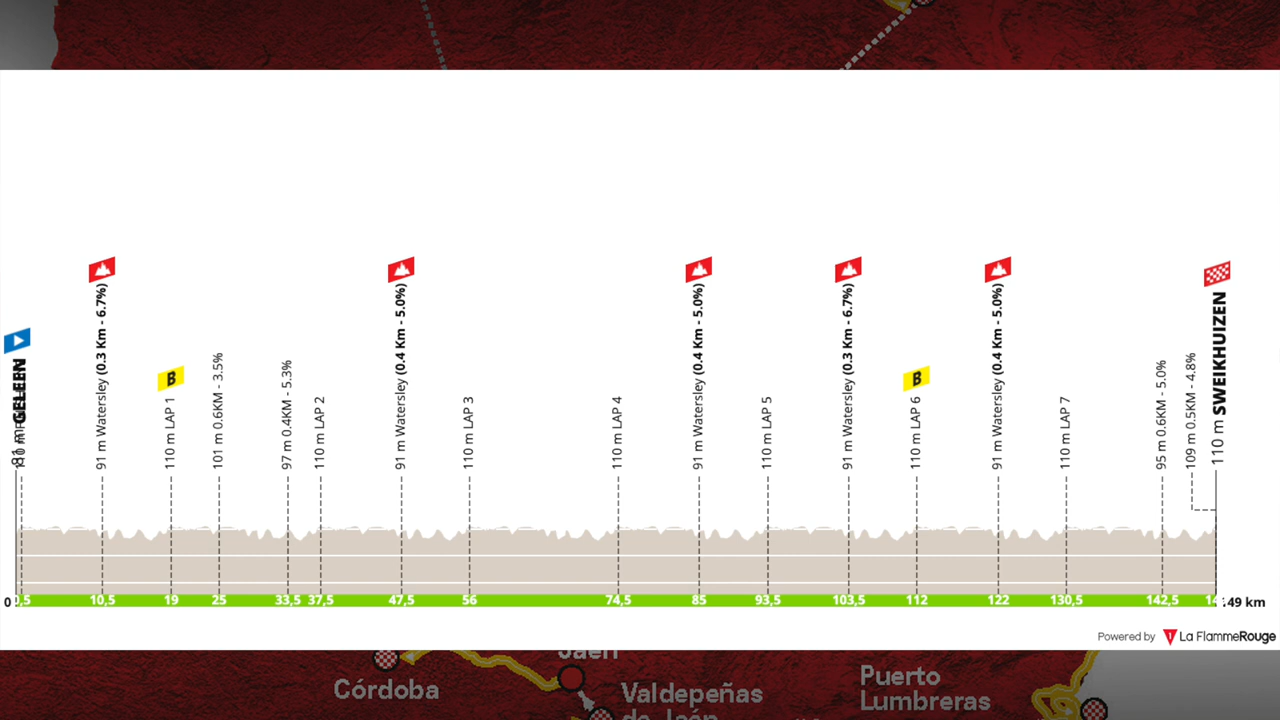 91 m Watersley (0.3 Km - 6.7%)
B
110 m LAP 1
101 m 0.6KM - 3.5%
97 m 0.4KM - 5.3%
110 m LAP 2
91 m Watersley (0.4 Km - 5.0%)
110 m LAP 3
110 m LAP 4
91 m Watersley (0.4 Km - 5.0%)
110 m LAP 5
91 m Watersley (0.3 Km - 6.7%)
B
110 m LAP 6
91 m Watersley (0.4 Km - 5.0%)
110 m LAP 7
95 m 0.6KM - 5.0%
109 m 0.5KM - 4.8%
110 m SWEIKHUIZEN
GELEEN
0
10,5
19
25
33,5
37,5
47,5
56
74,5
85
93,5
103,5
112
122
130,5
142,5
Powered by La FlammeRouge
Jaén
Córdoba
Valdepeñas
de Jaén
Puerto
Lumbreras